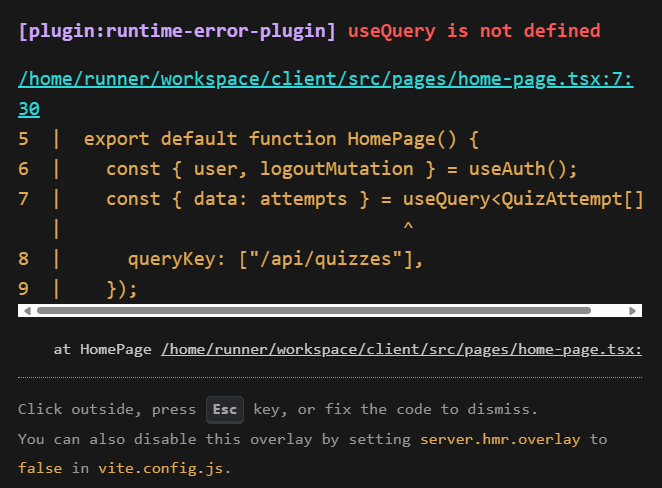 [plugin:runtime-error-plugin] useQuery is not defined
/home/runner/workspace/client/src/pages/home-page.tsx:7:
30
5  |  export default function HomePage() {
6  |    const { user, logoutMutation } = useAuth();
7  |    const { data: attempts } = useQuery<QuizAttempt[]
   |                               ^
8  |      queryKey: ["/api/quizzes"],
9  |    });
at HomePage /home/runner/workspace/client/src/pages/home-page.tsx:
Click outside, press Esc key, or fix the code to dismiss.
You can also disable this overlay by setting server.hmr.overlay to
false in vite.config.js.